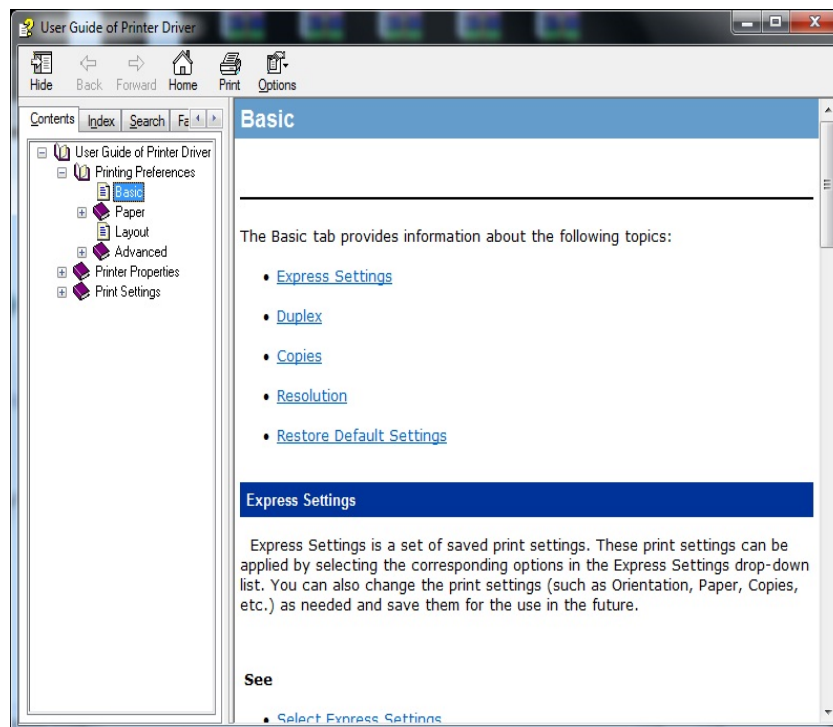 User Guide of Printer Driver
Hide Back Forward Home Print Options
Contents Index Search Fa
User Guide of Printer Driver
Printing Preferences
Basic
Paper
Layout
Advanced
Printer Properties
Print Settings
Basic
The Basic tab provides information about the following topics:
• Express Settings
• Duplex
• Copies
• Resolution
• Restore Default Settings
Express Settings
Express Settings is a set of saved print settings. These print settings can be
applied by selecting the corresponding options in the Express Settings drop-down
list. You can also change the print settings (such as Orientation, Paper, Copies,
etc.) as needed and save them for the use in the future.
See
• Select Express Settings